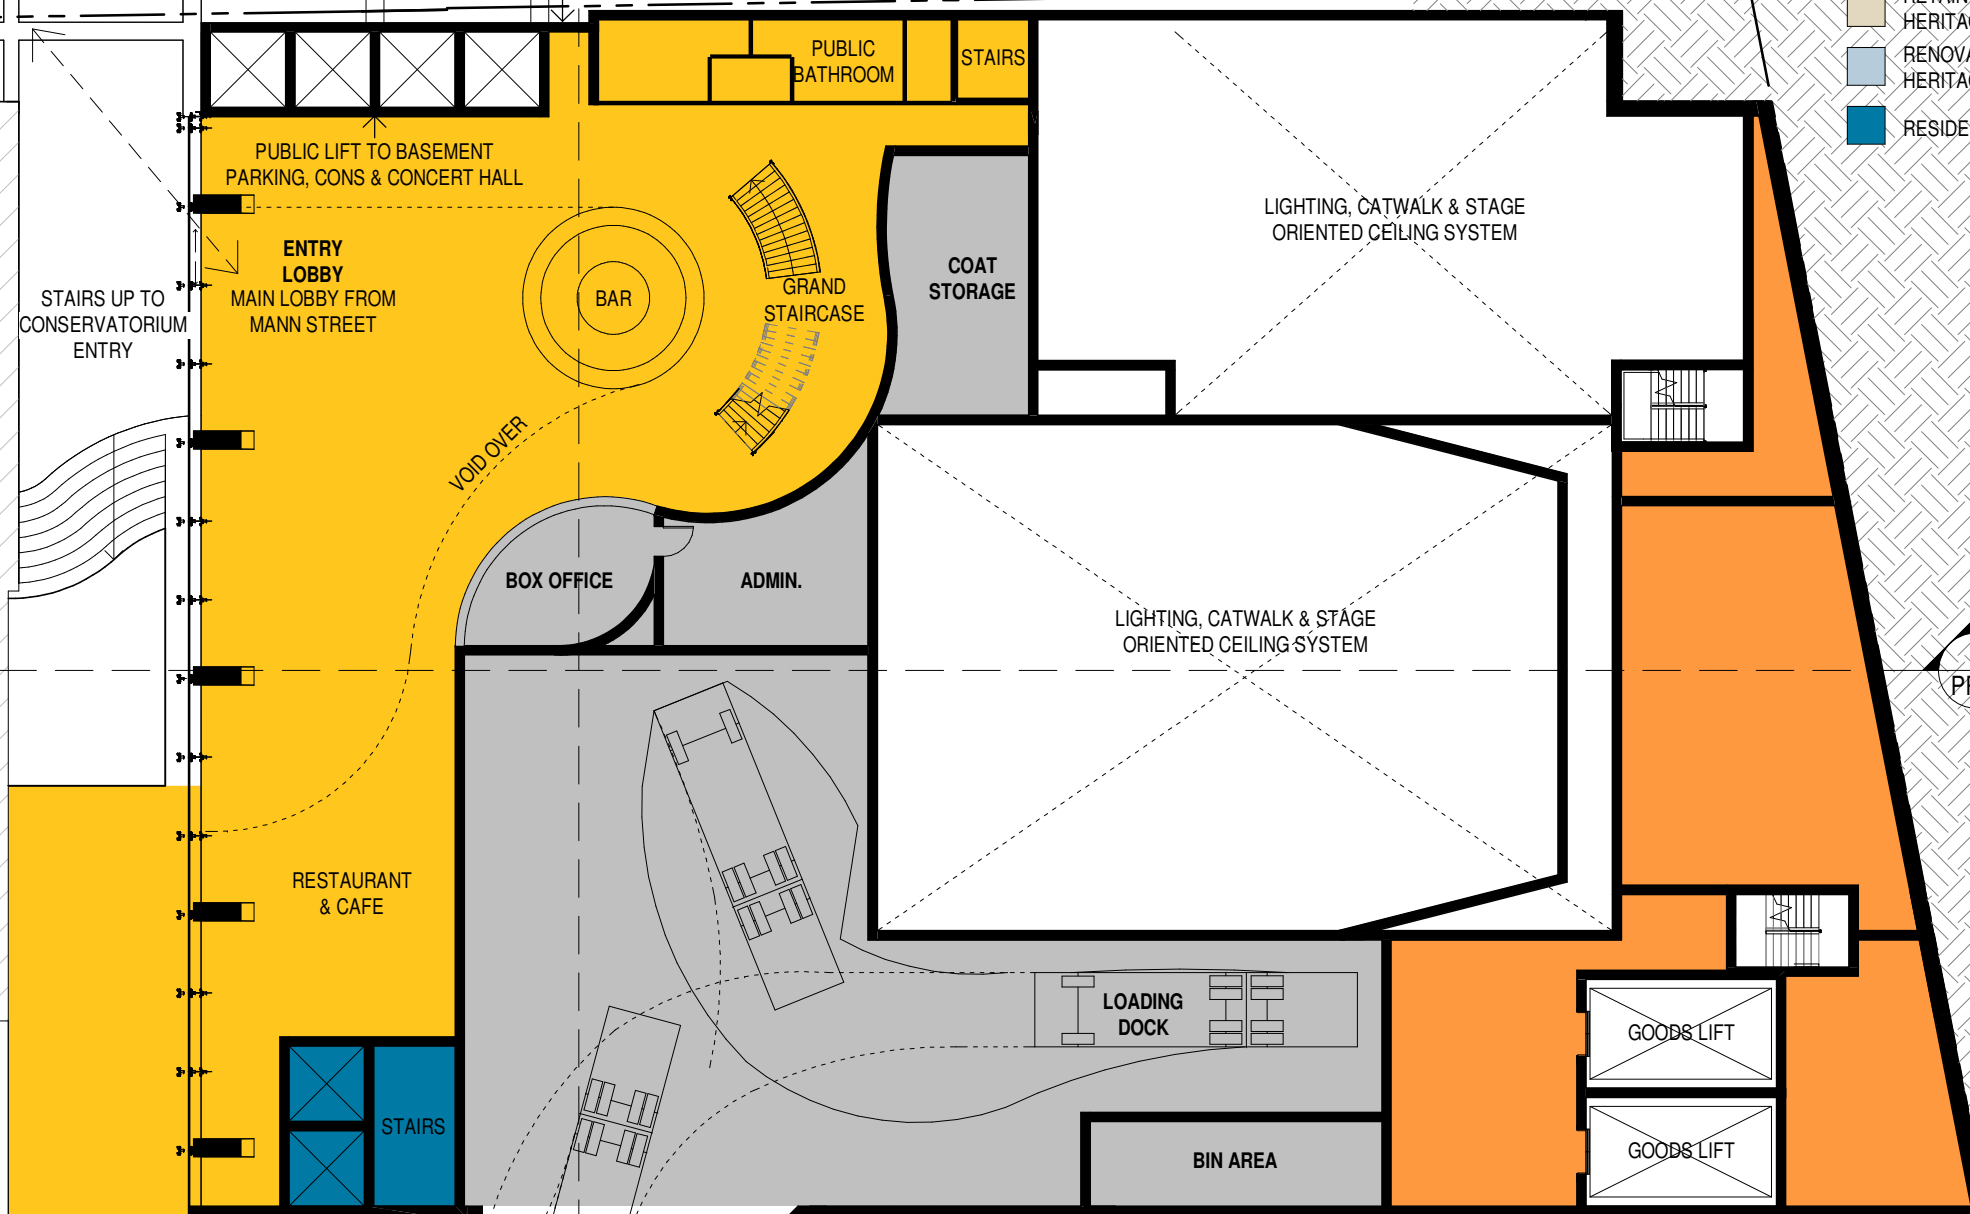 PUBLIC
BATHROOM
STAIRS
HERITA
RENOVA
HERITA
RESIDE
PUBLIC LIFT TO BASEMENT
PARKING, CONS & CONCERT HALL
ENTRY
LOBBY
MAIN LOBBY FROM
MANN STREET
STAIRS UP TO
CONSERVATORIUM
ENTRY
BAR
GRAND
STAIRCASE
COAT
STORAGE
LIGHTING, CATWALK & STAGE
ORIENTED CEILING SYSTEM
VOID OVER
BOX OFFICE
ADMIN.
LIGHTING, CATWALK & STAGE
ORIENTED CEILING SYSTEM
RESTAURANT
& CAFE
LOADING
DOCK
GOODS LIFT
STAIRS
BIN AREA
GOODS LIFT